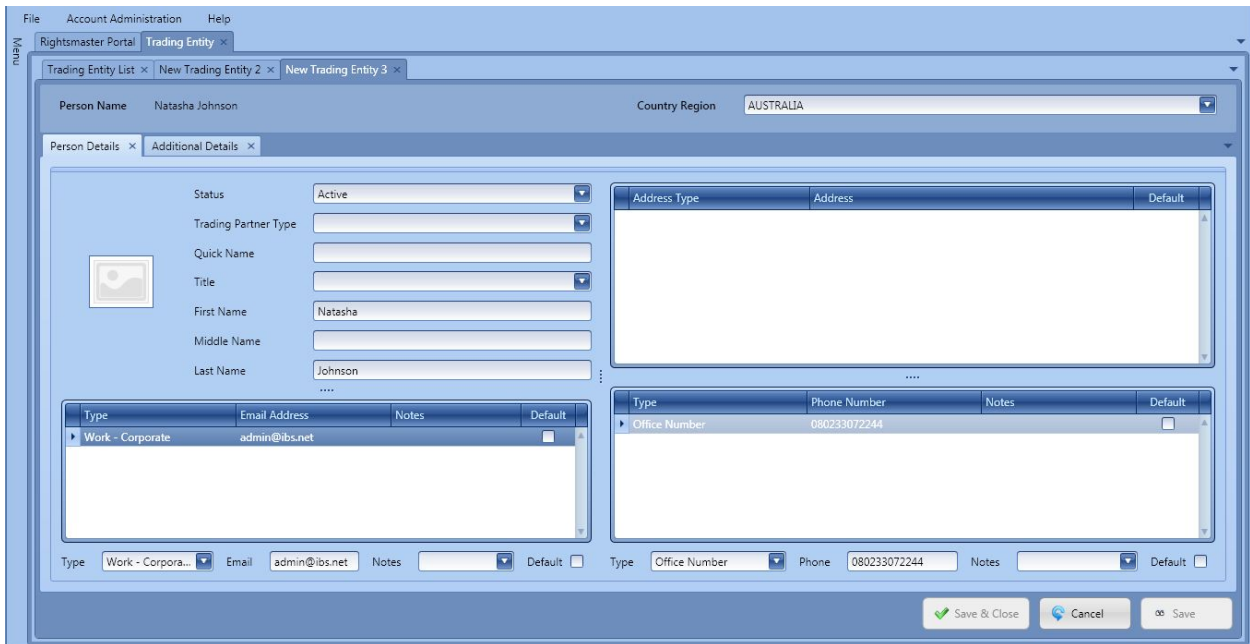 File Account Administration Help
Menu
Rightsmaster Portal Trading Entity
Trading Entity List New Trading Entity 2 New Trading Entity 3
Person Name Natasha Johnson Country Region AUSTRALIA
Person Details Additional Details
Status Active
Trading Partner Type
Quick Name
Title
First Name Natasha
Middle Name
Last Name Johnson
Address Type Address Default
Type Email Address Notes Default
Work - Corporate admin@ibs.net
Type Phone Number Notes Default
Office Number 080233072244
Type Work - Corpora... Email admin@ibs.net Notes Default
Type Office Number Phone 080233072244 Notes Default
Save & Close Cancel Save